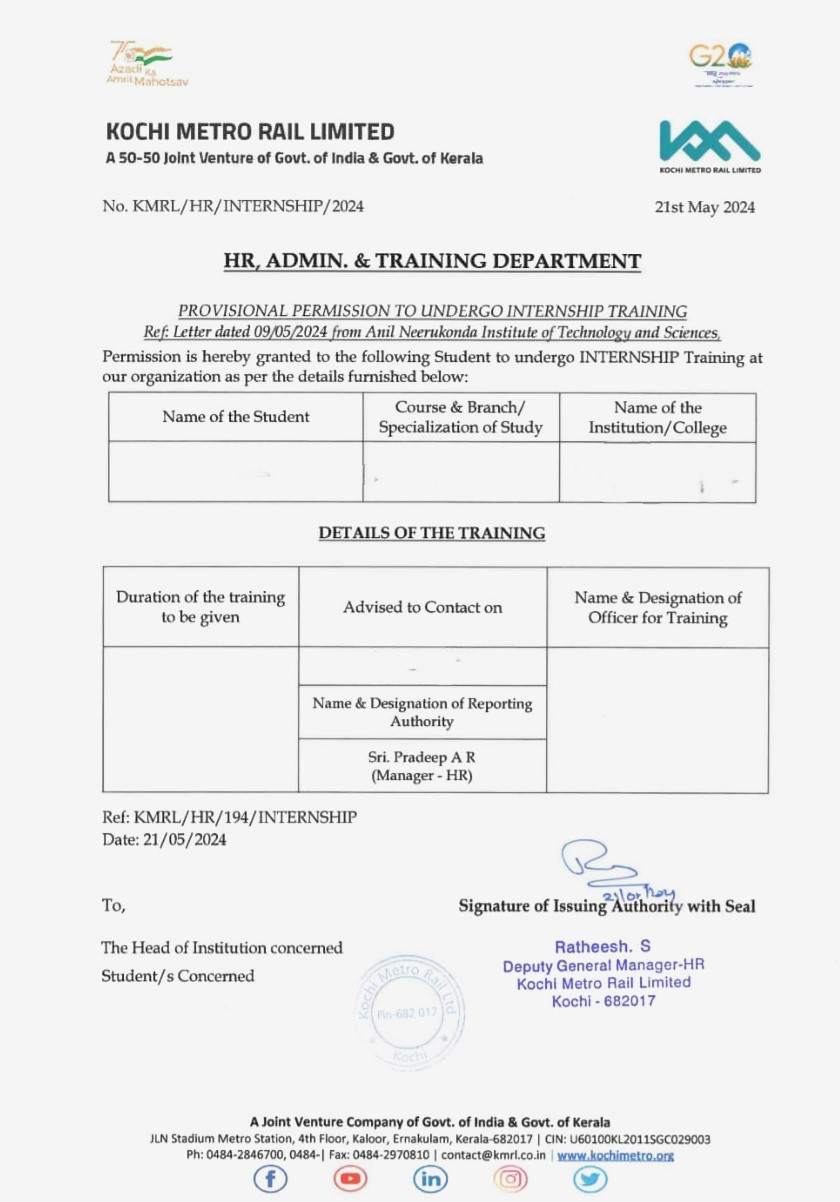 75
Azadi Ka
Amrit Mahotsav
G20
KOCHI METRO RAIL LIMITED
A 50-50 Joint Venture of Govt. of India & Govt. of Kerala
KOCHI METRO RAIL LIMITED
No. KMRL/HR/INTERNSHIP/2024
21st May 2024
HR, ADMIN. & TRAINING DEPARTMENT
PROVISIONAL PERMISSION TO UNDERGO INTERNSHIP TRAINING
Ref: Letter dated 09/05/2024 from Anil Neerukonda Institute of Technology and Sciences,
Permission is hereby granted to the following Student to undergo INTERNSHIP Training at
our organization as per the details furnished below:
Name of the Student
Course & Branch/
Specialization of Study
Name of the
Institution/College
DETAILS OF THE TRAINING
Duration of the training
to be given
Advised to Contact on
Name & Designation of
Officer for Training
Name & Designation of Reporting
Authority
Sri. Pradeep A R
(Manager - HR)
Ref: KMRL/HR/194/INTERNSHIP
Date: 21/05/2024
To,
Signature of Issuing Authority with Seal
The Head of Institution concerned
Student/s Concerned
Ratheesh. S
Deputy General Manager-HR
Kochi Metro Rail Limited
Kochi - 682017
Kochi Metro Rail Ltd
Pin-682 017
Kochi
A Joint Venture Company of Govt. of India & Govt. of Kerala
JLN Stadium Metro Station, 4th Floor, Kaloor, Ernakulam, Kerala-682017 | CIN: U60100KL2011SGC029003
Ph: 0484-2846700, 0484-| Fax: 0484-2970810 | contact@kmrl.co.in | www.kochimetro.org